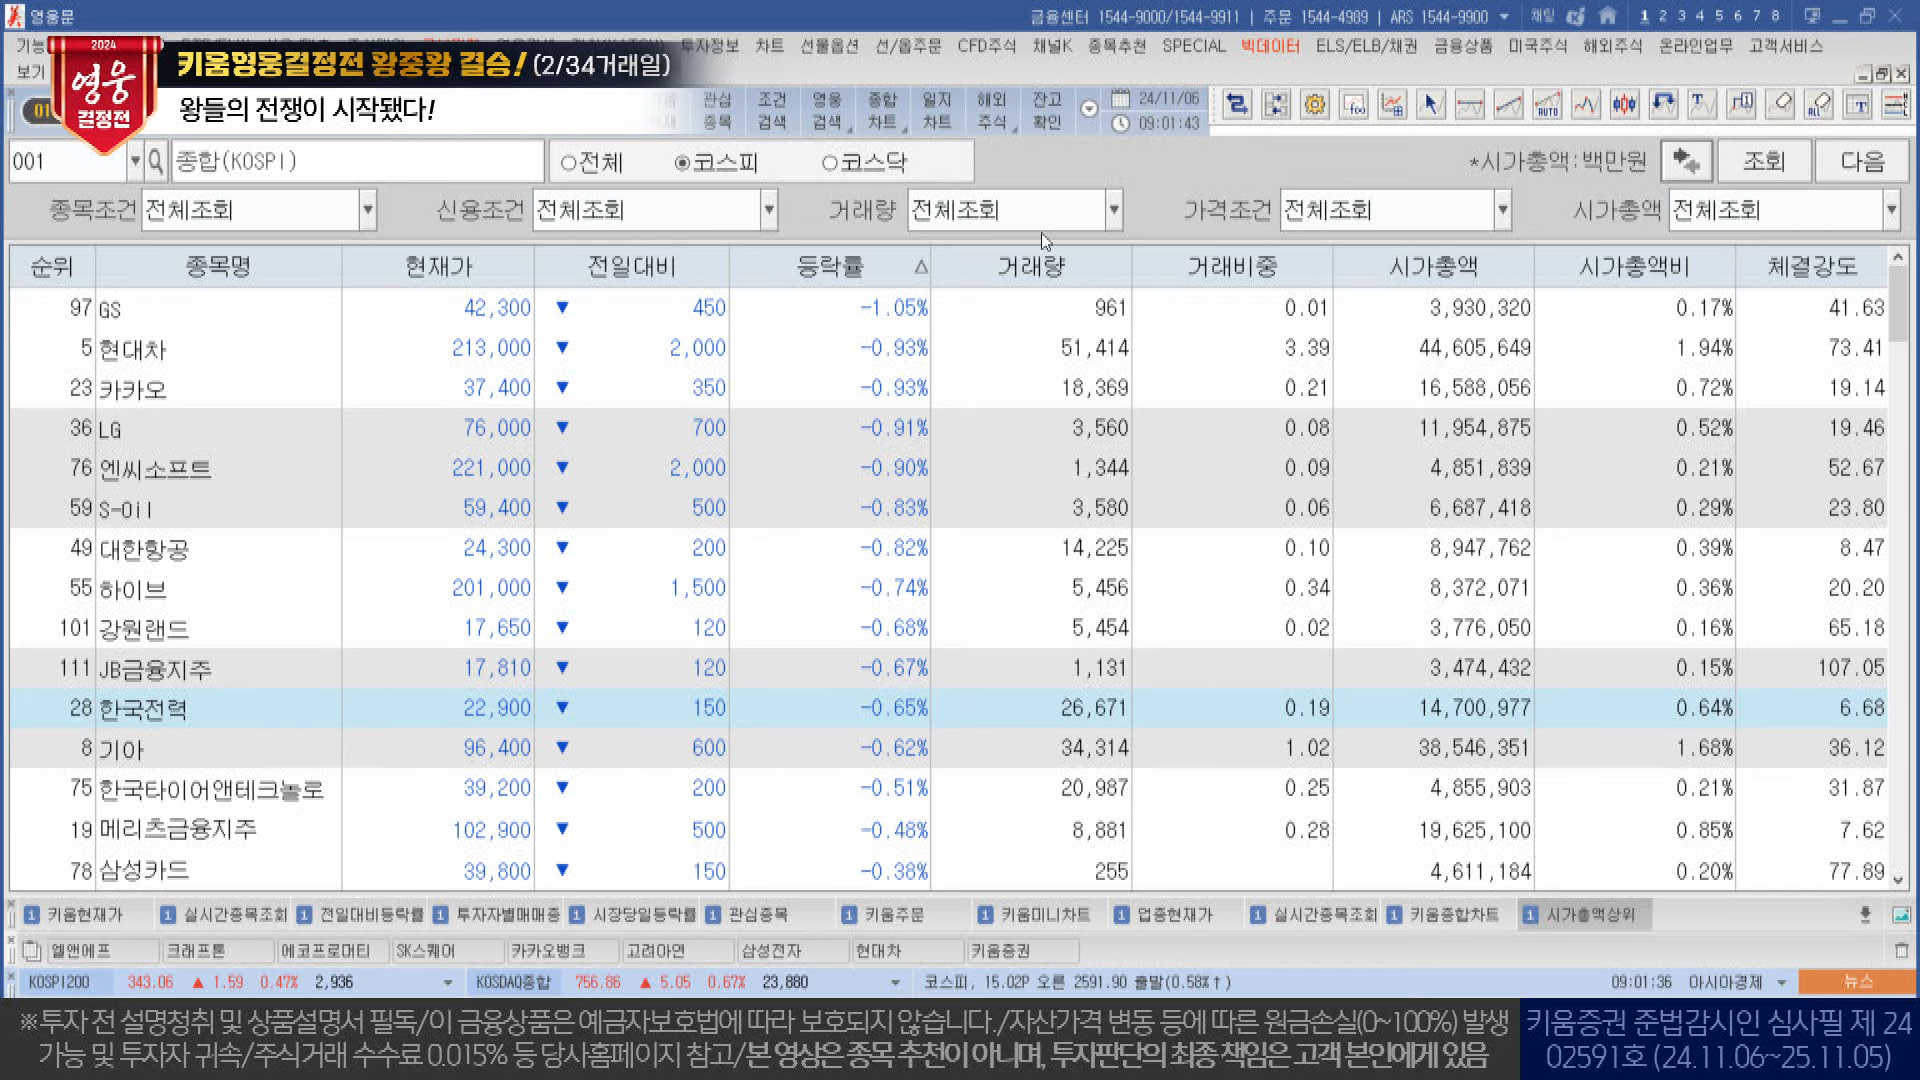 영웅문
금융센터 1544-9000/1544-9911 | 주문 1544-4989 | ARS 1544-9900 채팅 1 2 3 4 5 6 7 8
기능
투자정보 차트 선물옵션 선/옵주문 CFD주식 채널K 종목추천 SPECIAL 빅데이터 ELS/ELB/채권 금융상품 미국주식 해외주식 온라인업무 고객서비스
보기
2024
영웅
결정전
키움영웅결정전 왕중왕 결승! (2/34거래일)
왕들의 전쟁이 시작됐다!
01
관심 종목
조건 검색
영웅 검색
종합 차트
일지 차트
해외 주식
잔고 확인
24/11/06
09:01:43
001 종합(KOSPI) 전체 코스피 코스닥 *시가총액:백만원 조회 다음
종목조건 전체조회 신용조건 전체조회 거래량 전체조회 가격조건 전체조회 시가총액 전체조회
순위 종목명 현재가 전일대비 등락률 △ 거래량 거래비중 시가총액 시가총액비 체결강도
97 GS 42,300 ▼ 450 -1.05% 961 0.01 3,930,320 0.17% 41.63
5 현대차 213,000 ▼ 2,000 -0.93% 51,414 3.39 44,605,649 1.94% 73.41
23 카카오 37,400 ▼ 350 -0.93% 18,369 0.21 16,588,056 0.72% 19.14
36 LG 76,000 ▼ 700 -0.91% 3,560 0.08 11,954,875 0.52% 19.46
76 엔씨소프트 221,000 ▼ 2,000 -0.90% 1,344 0.09 4,851,839 0.21% 52.67
59 S-Oil 59,400 ▼ 500 -0.83% 3,580 0.06 6,687,418 0.29% 23.80
49 대한항공 24,300 ▼ 200 -0.82% 14,225 0.10 8,947,762 0.39% 8.47
55 하이브 201,000 ▼ 1,500 -0.74% 5,456 0.34 8,372,071 0.36% 20.20
101 강원랜드 17,650 ▼ 120 -0.68% 5,454 0.02 3,776,050 0.16% 65.18
111 JB금융지주 17,810 ▼ 120 -0.67% 1,131 3,474,432 0.15% 107.05
28 한국전력 22,900 ▼ 150 -0.65% 26,671 0.19 14,700,977 0.64% 6.68
8 기아 96,400 ▼ 600 -0.62% 34,314 1.02 38,546,351 1.68% 36.12
75 한국타이어앤테크놀로 39,200 ▼ 200 -0.51% 20,987 0.25 4,855,903 0.21% 31.87
19 메리츠금융지주 102,900 ▼ 500 -0.48% 8,881 0.28 19,625,100 0.85% 7.62
78 삼성카드 39,800 ▼ 150 -0.38% 255 4,611,184 0.20% 77.89
1 키움현재가 1 실시간종목조회 1 전일대비등락률 1 투자자별매매종 1 시장당일등락률 1 관심종목 1 키움주문 1 키움미니차트 1 업종현재가 1 실시간종목조회 1 키움종합차트 1 시가총액상위
엘앤에프 크래프톤 에코프로머티 SK스퀘어 카카오뱅크 고려아연 삼성전자 현대차 키움증권
KOSPI200 343.06 ▲ 1.59 0.47% 2,936 KOSDAQ종합 756.86 ▲ 5.05 0.67% 23,880 코스피, 15.02P 오른 2591.90 출발(0.58%↑) 09:01:36 아시아경제 뉴스
※투자 전 설명청취 및 상품설명서 필독/이 금융상품은 예금자보호법에 따라 보호되지 않습니다./자산가격 변동 등에 따른 원금손실(0~100%) 발생
가능 및 투자자 귀속/주식거래 수수료 0.015% 등 당사홈페이지 참고/본 영상은 종목 추천이 아니며, 투자판단의 최종 책임은 고객 본인에게 있음
키움증권 준법감시인 심사필 제 24
02591호 (24.11.06~25.11.05)